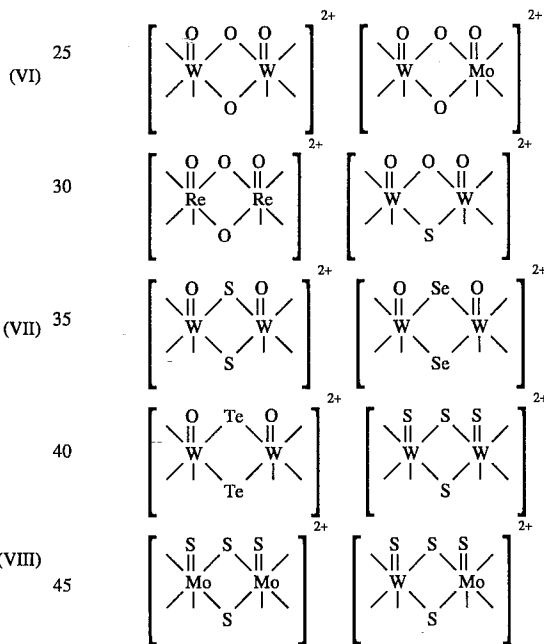 2+ 2+
25 O O O O O O
(VI) W W W Mo
O O
2+ 2+
30 O O O O O O
Re Re W W
O S
2+ 2+
O S O O Se O
(VII) 35 W W W W
S Se
2+ 2+
O Te O S S S
40 W W W W
Te S
2+ 2+
(VIII) S S S S S S
45 Mo Mo W Mo
S S